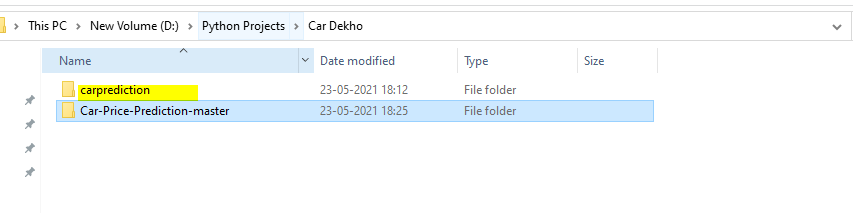 This PC > New Volume (D:) > Python Projects > Car Dekho
Name Date modified Type Size
carprediction 23-05-2021 18:12 File folder
Car-Price-Prediction-master 23-05-2021 18:25 File folder